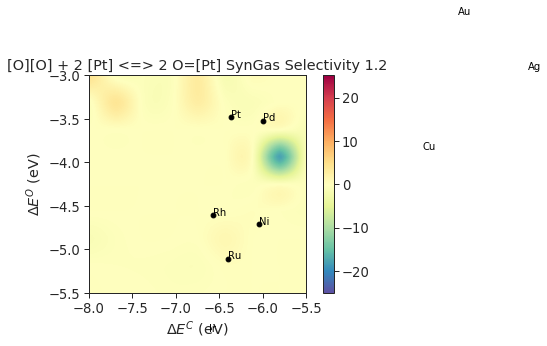 Au
Ag
[O][O] + 2 [Pt] <=> 2 O=[Pt] SynGas Selectivity 1.2
−3.0
−3.5
−4.0
−4.5
−5.0
−5.5
ΔE^O (eV)
Pt
Pd
Rh
Ni
Ru
Cu
20
10
0
−10
−20
−8.0 −7.5 −7.0 −6.5 −6.0 −5.5
ΔE^C (eV)